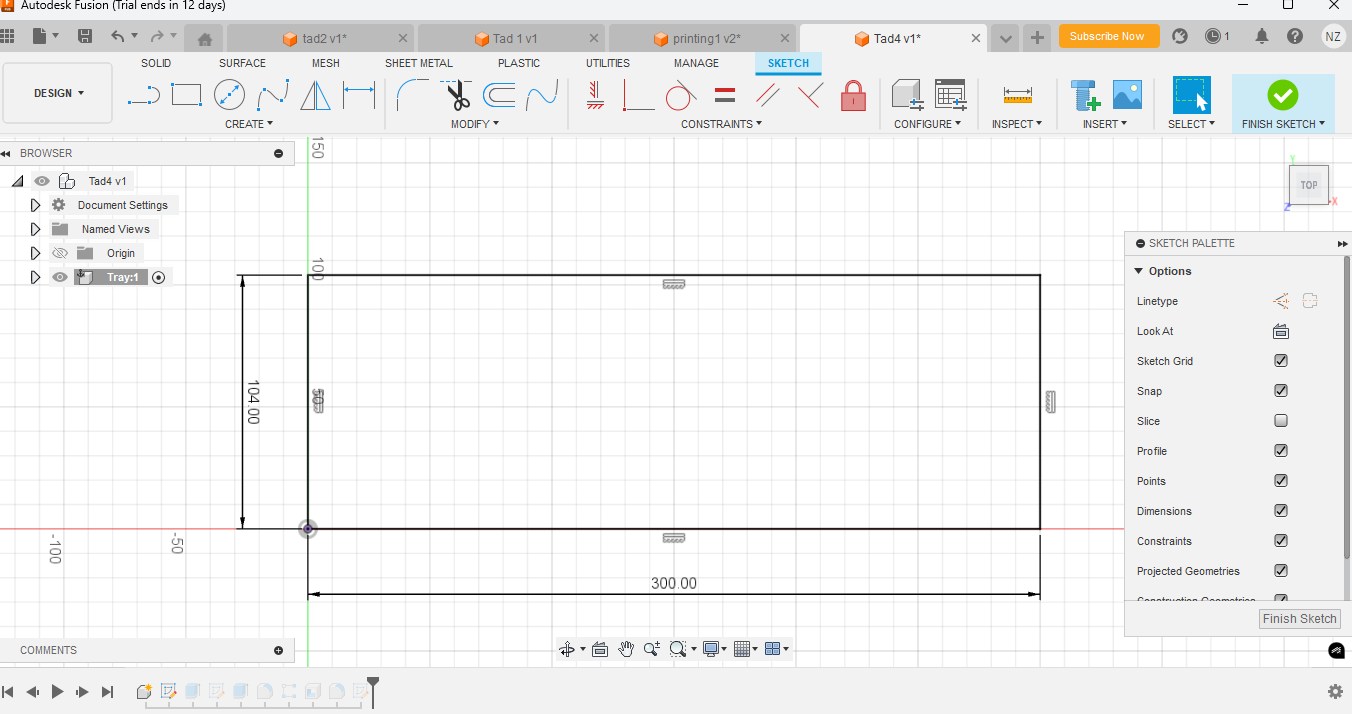 Autodesk Fusion (Trial ends in 12 days)
tad2 v1*
Tad 1 v1
printing1 v2*
Tad4 v1*
Subscribe Now
1
NZ
SOLID
SURFACE
MESH
SHEET METAL
PLASTIC
UTILITIES
MANAGE
SKETCH
DESIGN
CREATE
MODIFY
CONSTRAINTS
CONFIGURE
INSPECT
INSERT
SELECT
FINISH SKETCH
BROWSER
Tad4 v1
Document Settings
Named Views
Origin
Tray:1
150
100
50
104.00
-100
-50
300.00
Y
TOP
Z
X
SKETCH PALETTE
Options
Linetype
Look At
Sketch Grid
Snap
Slice
Profile
Points
Dimensions
Constraints
Projected Geometries
Construction Geometries
Finish Sketch
COMMENTS